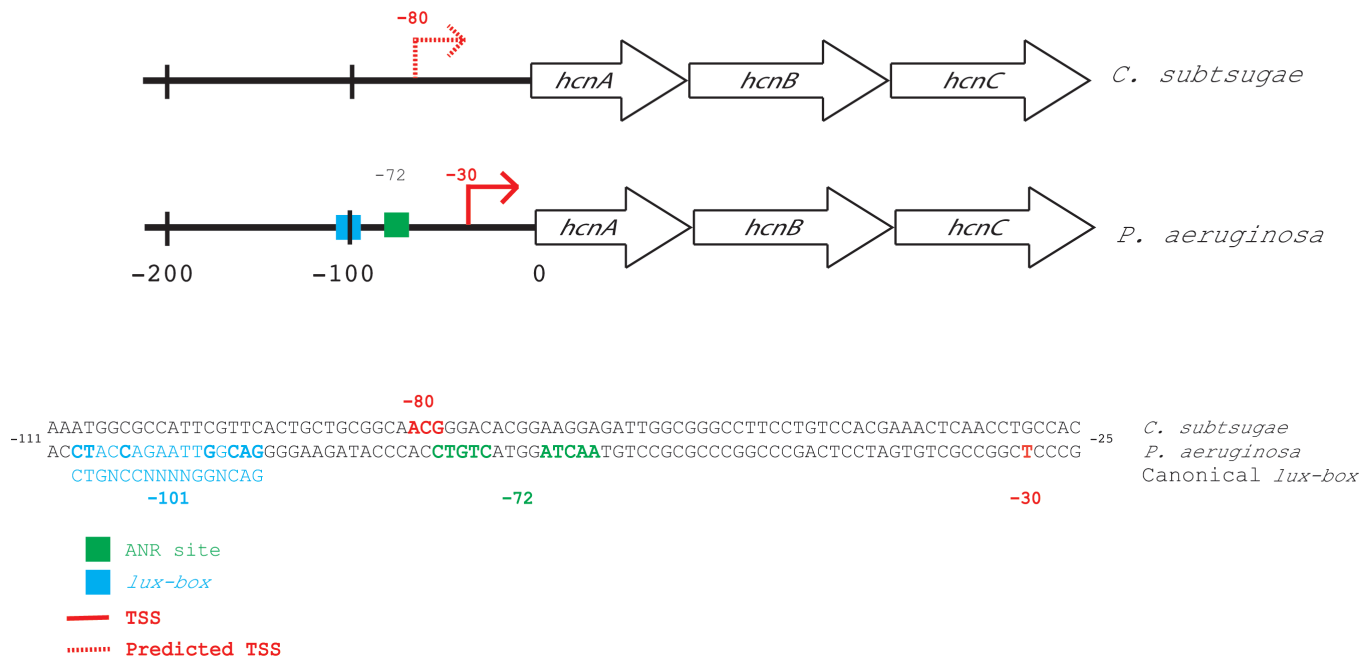 -80
hcnA hcnB hcnC C. subtsugae
-72 -30
hcnA hcnB hcnC P. aeruginosa
-200 -100 0
-80
AAATGGCGCCATTCGTTCACTGCTGCGGCAACGGGACACGGAAGGAGATTGGCGGGCCTTCCTGTCCACGAAACTCAACCTGCCAC C. subtsugae
-111 -25
ACCTACCAGAATTGGCAGGGGAAGATACCCACCTGTCATGGATCAATGTCCGCGCCCGGCCCGACTCCTAGTGTCGCCGGCTCCCG P. aeruginosa
CTGNCCNNNNGGNCAG Canonical lux-box
-101 -72 -30
ANR site
lux-box
TSS
Predicted TSS